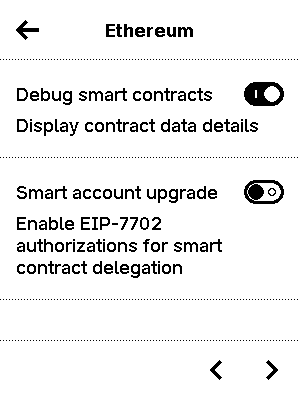 Ethereum
Debug smart contracts
Display contract data details
Smart account upgrade
Enable EIP-7702
authorizations for smart
contract delegation